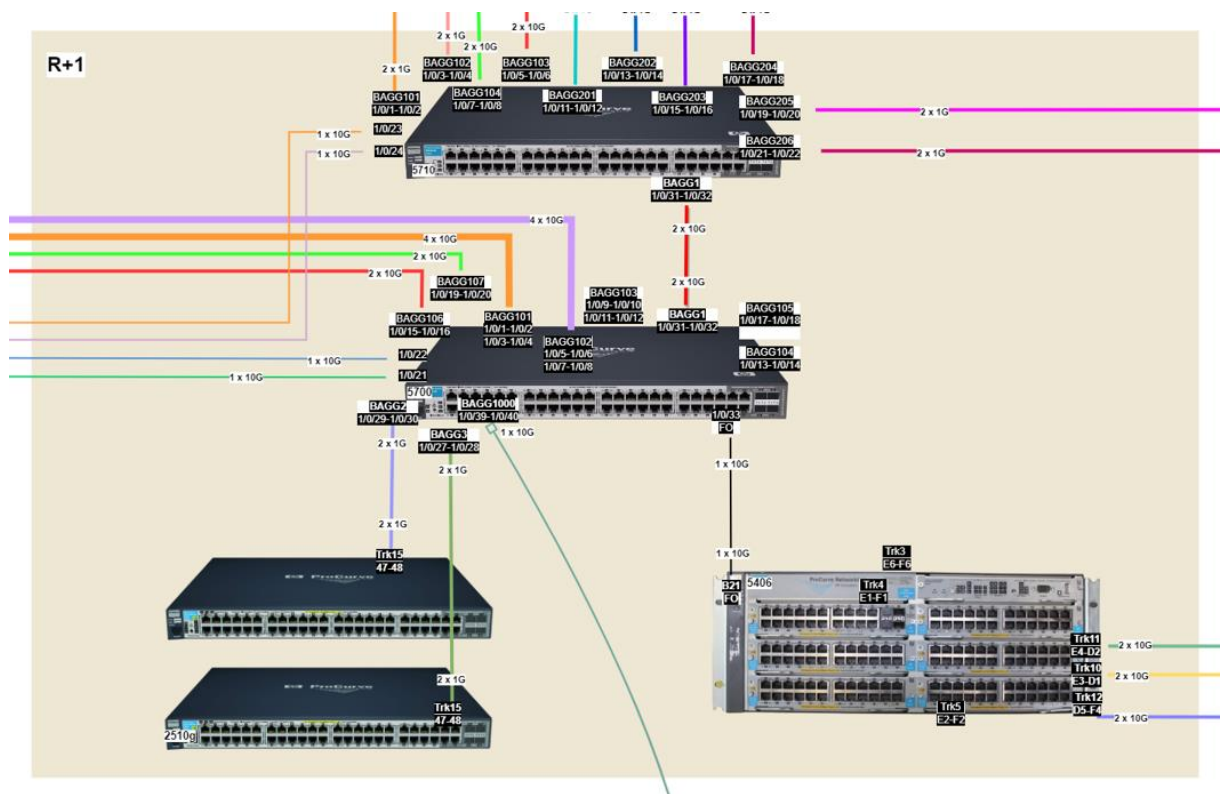 2 x 10G
R+1
2 x 1G
2 x 10G
2 x 1G
BAGG102
1/0/3-1/0/4
BAGG103
1/0/5-1/0/6
BAGG202
1/0/13-1/0/14
BAGG204
1/0/17-1/0/18
BAGG101
1/0/1-1/0/2
BAGG104
1/0/7-1/0/8
BAGG201
1/0/11-1/0/12
BAGG203
1/0/15-1/0/16
BAGG205
1/0/19-1/0/20
2 x 1G
1 x 10G
1/0/23
1 x 10G
1/0/24
BAGG206
1/0/21-1/0/22
2 x 1G
5710
BAGG1
1/0/31-1/0/32
4 x 10G
2 x 10G
4 x 10G
2 x 10G
2 x 10G
BAGG107
1/0/19-1/0/20
2 x 10G
BAGG103
1/0/9-1/0/10
1/0/11-1/0/12
BAGG106
1/0/15-1/0/16
BAGG101
1/0/1-1/0/2
1/0/3-1/0/4
BAGG1
1/0/31-1/0/32
BAGG105
1/0/17-1/0/18
BAGG102
1/0/5-1/0/6
1/0/7-1/0/8
BAGG104
1/0/13-1/0/14
1 x 10G
1/0/22
1 x 10G
1/0/21
5700
BAGG2
1/0/29-1/0/30
BAGG1000
1/0/39-1/0/40
1/0/33
FO
1 x 10G
BAGG3
1/0/27-1/0/28
2 x 1G
2 x 1G
1 x 10G
2 x 1G
Trk15
47-48
1 x 10G
ProCurve
B21
FO
5406
ProCurve Networking
Trk3
E6-F6
Trk4
E1-F1
Trk11
E4-D2
2 x 10G
Trk10
E3-D1
2 x 10G
Trk12
D5-F4
2 x 10G
Trk5
E2-F2
ProCurve
2 x 1G
Trk15
47-48
2510g